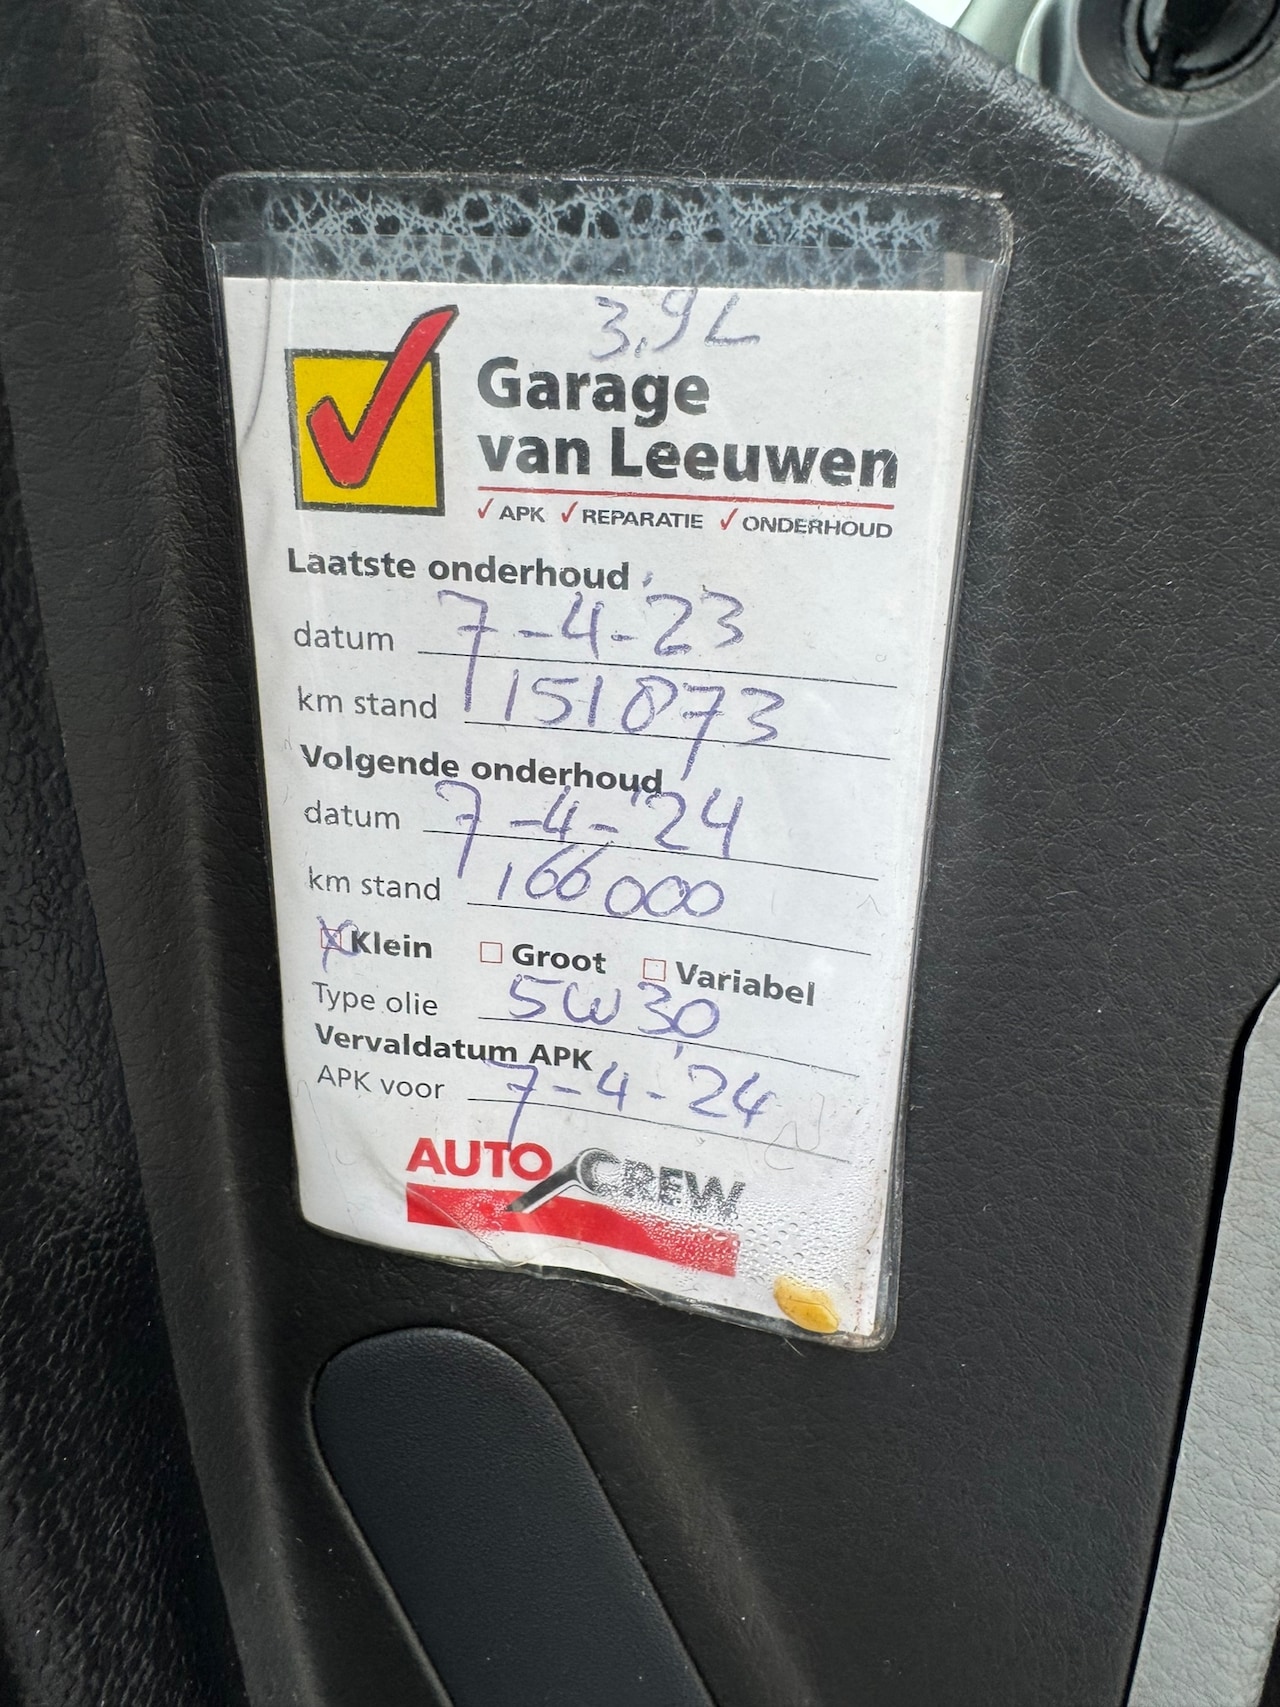 3,9L
Garage
van Leeuwen
APK REPARATIE ONDERHOUD
Laatste onderhoud
datum 7-4-'23
km stand 151873
Volgende onderhoud
datum 7-4-'24
km stand 166000
Klein Groot Variabel
Type olie 5W30
Vervaldatum APK
APK voor 7-4-'24
AUTO CREW